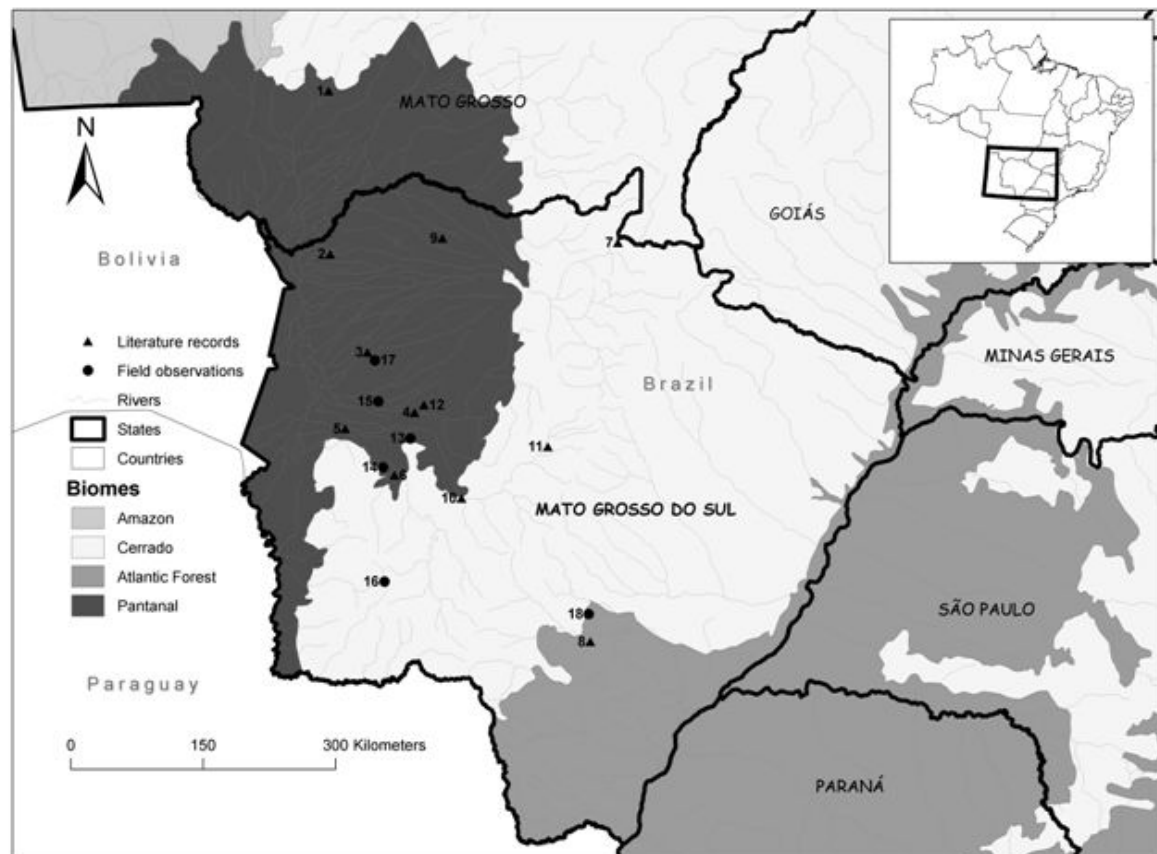 1
MATO GROSSO
N
GOIÁS
Bolivia
2
9
7
Literature records
Field observations
Rivers
States
Countries
Biomes
Amazon
Cerrado
Atlantic Forest
Pantanal
3
17
15
4
12
5
13
14
6
10
11
Brazil
MINAS GERAIS
MATO GROSSO DO SUL
16
18
8
SÃO PAULO
Paraguay
0 150 300 Kilometers
PARANÁ